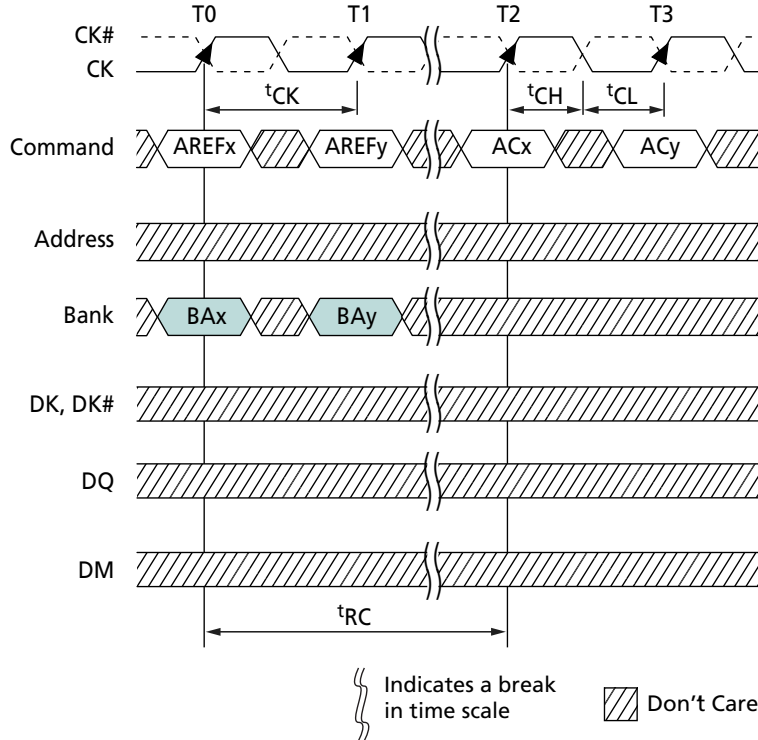 T0 T1 T2 T3
CK#
CK
tCK tCH tCL
Command AREFx AREFy ACx ACy
Address
Bank BAx BAy
DK, DK#
DQ
DM
tRC
Indicates a break
in time scale
Don't Care